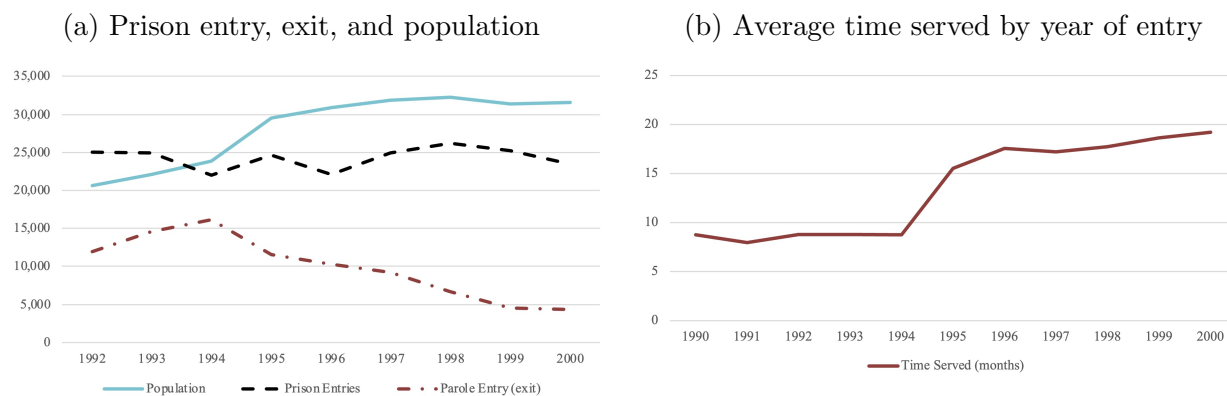 (a) Prison entry, exit, and population
35,000
30,000
25,000
20,000
15,000
10,000
5,000
0
1992 1993 1994 1995 1996 1997 1998 1999 2000
Population Prison Entries Parole Entry (exit)
(b) Average time served by year of entry
25
20
15
10
5
0
1990 1991 1992 1993 1994 1995 1996 1997 1998 1999 2000
Time Served (months)